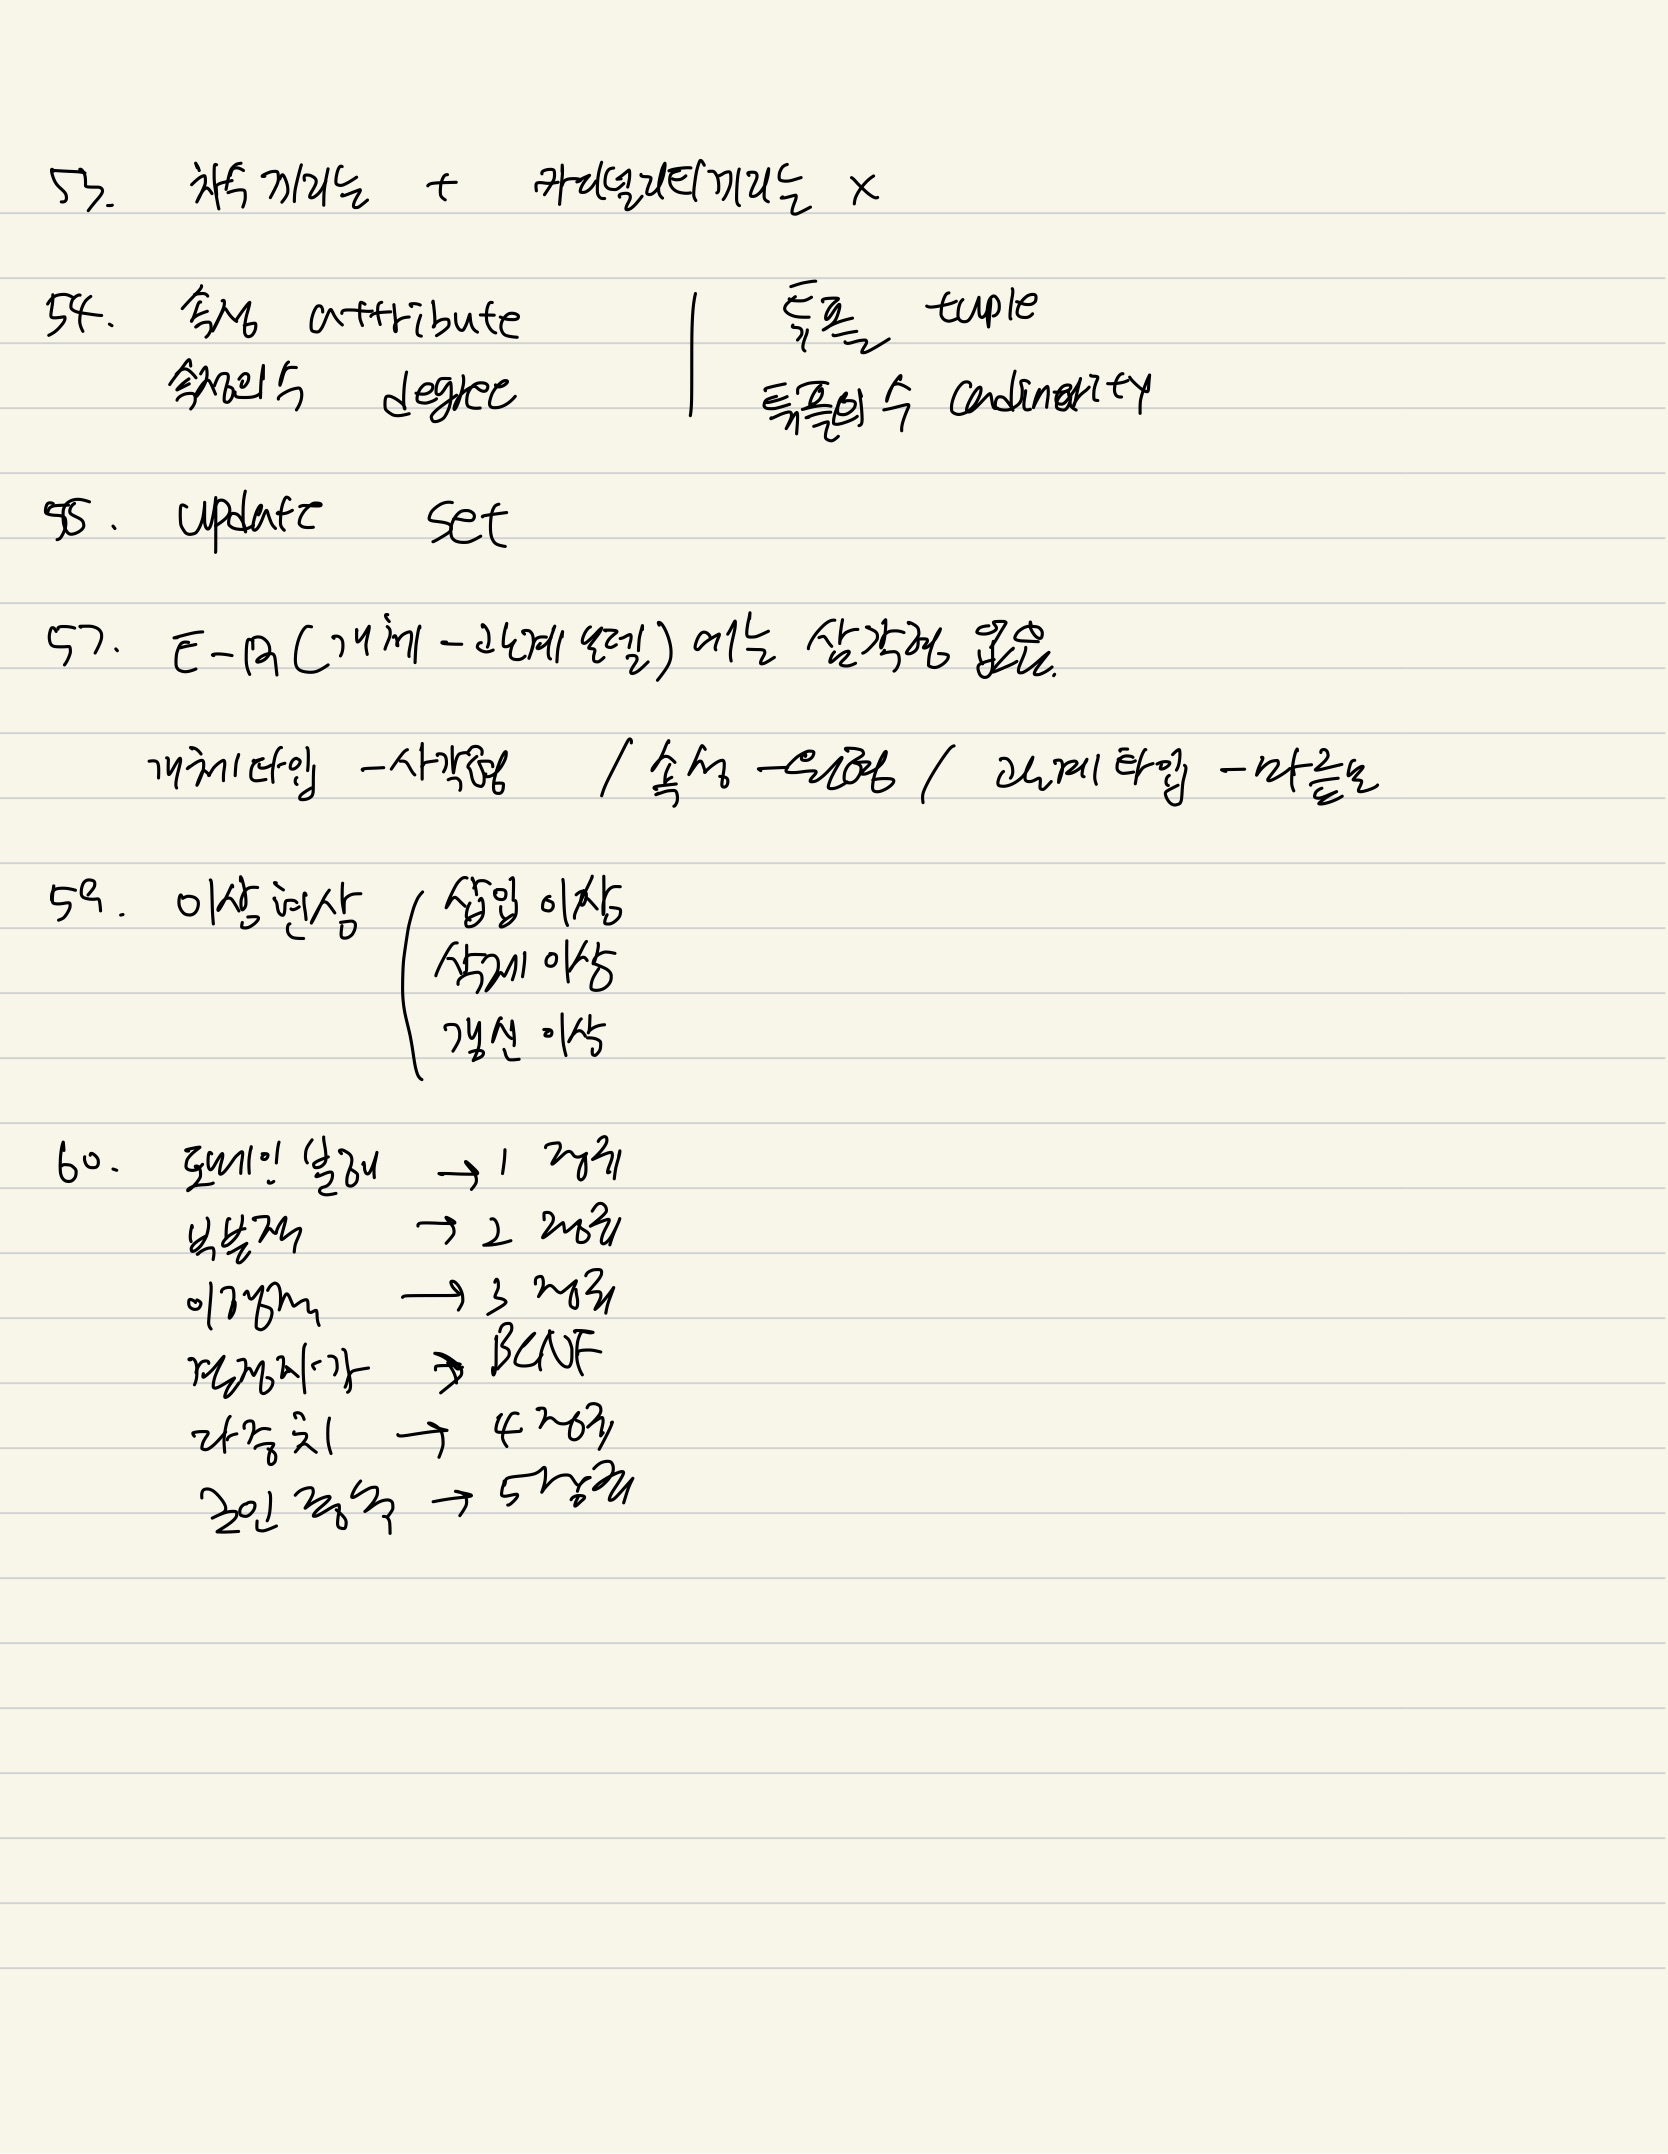 53. 차수끼리는 + 카디널리티끼리는 x
54. 속성 attribute | 튜플 tuple
속성의 수 degree | 튜플의 수 cardinarity
55. update set
57. E-R(개체-관계 모델)에는 삼각형 없음.
개체타입 - 사각형 / 속성 - 원형 / 관계타입 - 마름모
59. 이상현상 ( 삽입 이상
삭제 이상
갱신 이상
60. 도메인 분해 → 1 정규
부분적 → 2 정규
이행적 → 3 정규
결정자가 → BCNF
다중치 → 4 정규
조인 종속 → 5정규